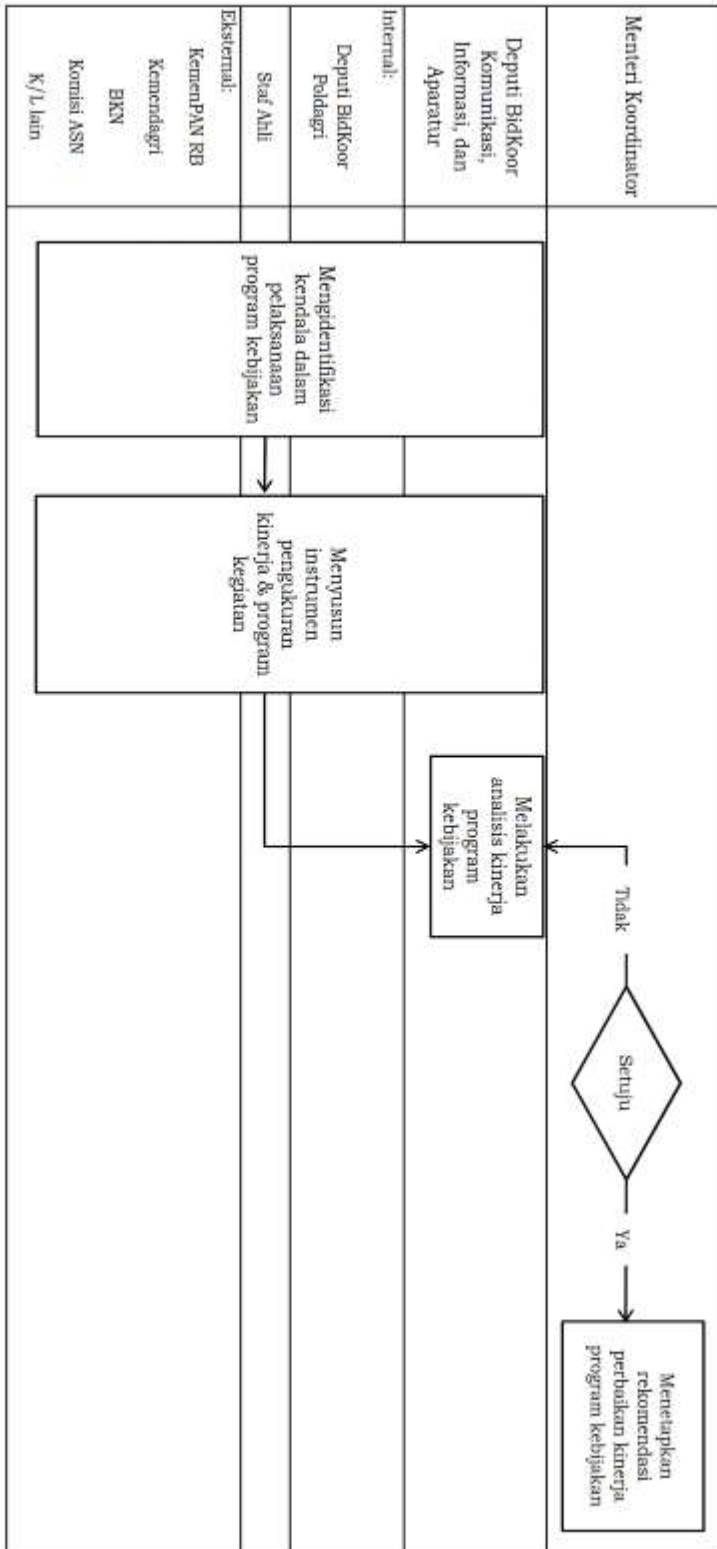 Menteri Koordinator
Deputi BidKoor
Komunikasi,
Informasi, dan
Aparatur
Internal:
Deputi BidKoor
Poldagri
Staf Ahli
Eksternal:
KemenPAN RB
Kemendagri
BKN
Komisi ASN
K/L lain
Mengidentifikasi
kendala dalam
pelaksanaan
program kebijakan
Menyusun
instrumen
pengukuran
kinerja & program
kegiatan
Melakukan
analisis kinerja
program
kebijakan
Tidak
Setuju
Ya
Menetapkan
rekomendasi
perbaikan kinerja
program kebijakan